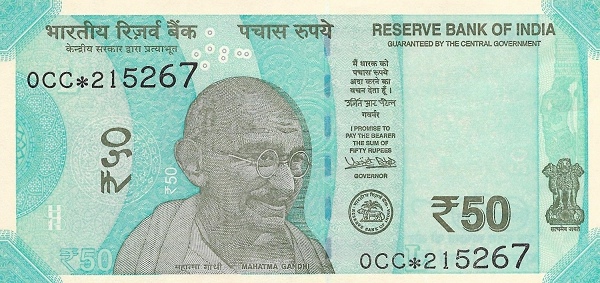 भारतीय रिज़र्व बैंक
केन्द्रीय सरकार द्वारा प्रत्याभूत
पचास रुपये
RESERVE BANK OF INDIA
GUARANTEED BY THE CENTRAL GOVERNMENT
0CC*215267
मैं धारक को
पचास रुपये
अदा करने का
वचन देता हूँ ।
गवर्नर
I PROMISE TO
PAY THE BEARER
THE SUM OF
FIFTY RUPEES
GOVERNOR
₹५०
₹50
₹50
₹50
सत्यमेव जयते
महात्मा गांधी
MAHATMA GANDHI
0CC*215267